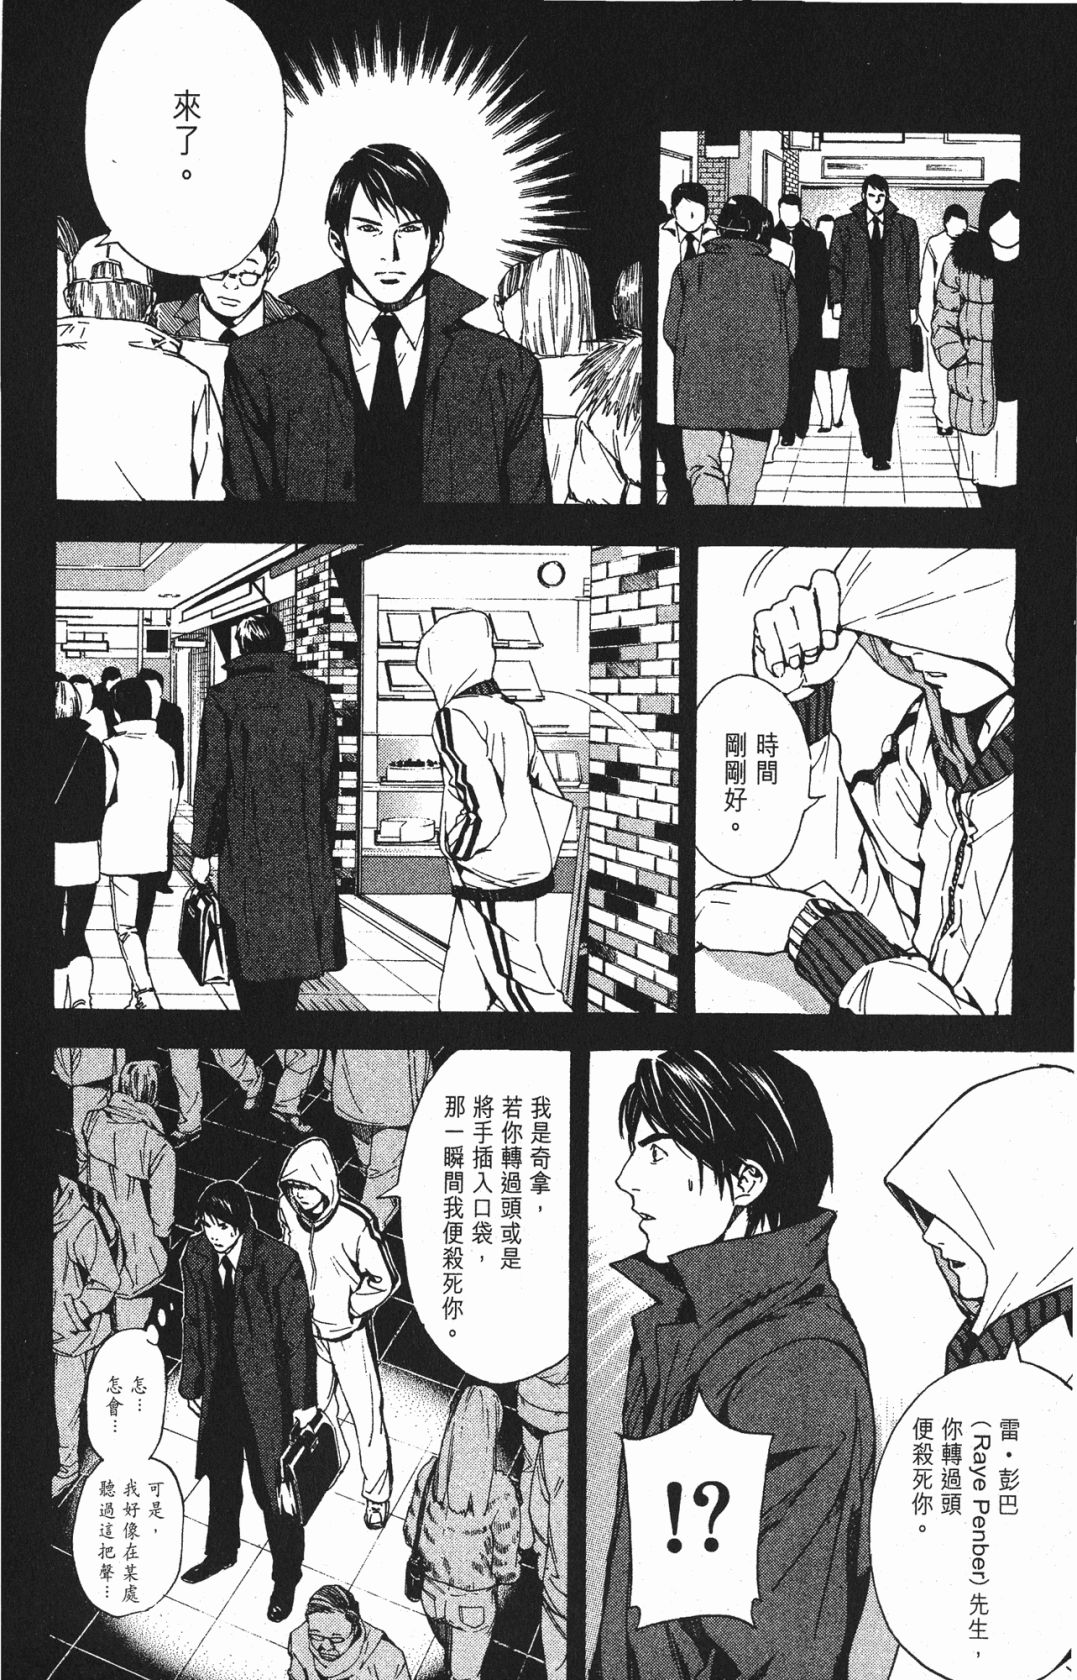 來了。
時間
剛剛好。
雷・彭巴
（Raye Penber）先生，
你轉過頭
便殺死你。
!?
我是奇拿，
若你轉過頭或是
將手插入口袋，
那一瞬間我便殺死你。
怎…
怎會…
可是，
我好像在某處
聽過這把聲…